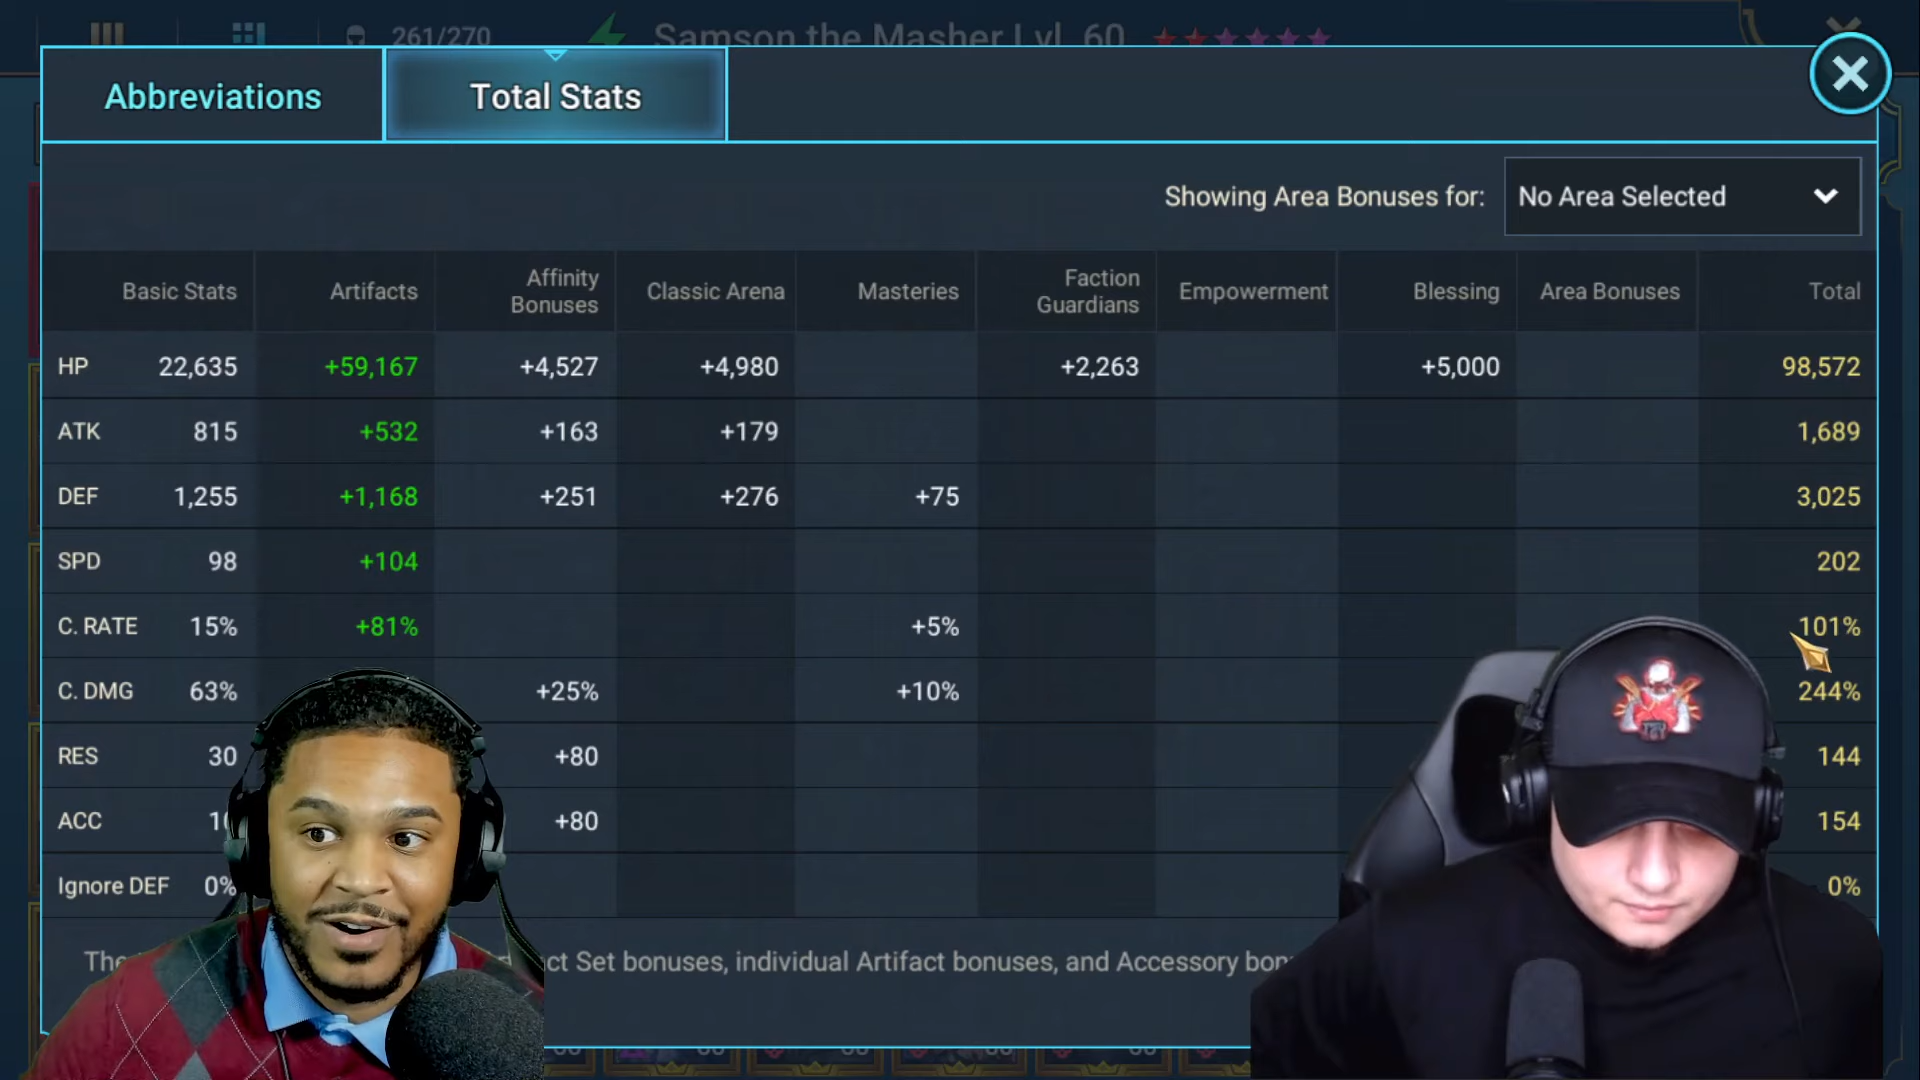 261/270 Samson the Masher Lvl 60
Abbreviations Total Stats
Showing Area Bonuses for: No Area Selected
Basic Stats Artifacts Affinity Bonuses Classic Arena Masteries Faction Guardians Empowerment Blessing Area Bonuses Total
HP 22,635 +59,167 +4,527 +4,980 +2,263 +5,000 98,572
ATK 815 +532 +163 +179 1,689
DEF 1,255 +1,168 +251 +276 +75 3,025
SPD 98 +104 202
C. RATE 15% +81% +5% 101%
C. DMG 63% +25% +10% 244%
RES 30 +80 144
ACC +80 154
Ignore DEF 0% 0%
The Set bonuses, individual Artifact bonuses, and Accessory